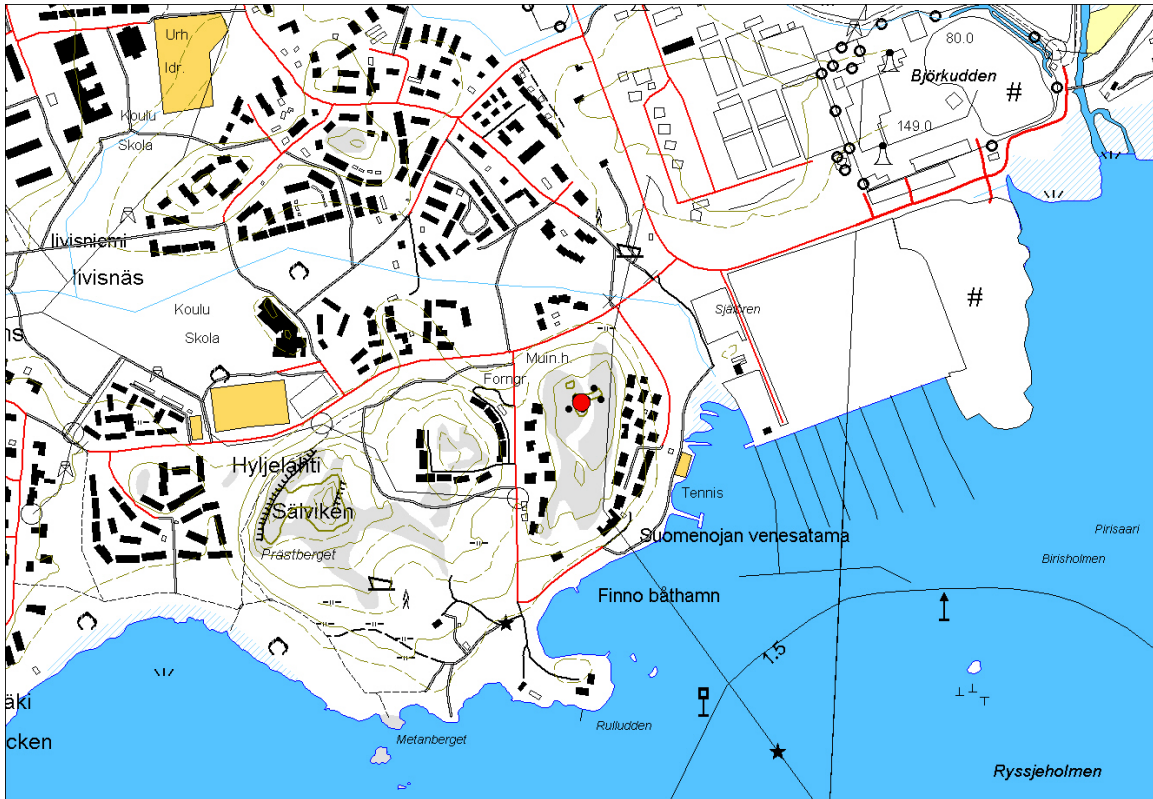 Urh.
Idr.
80.0
Björkudden
#
Koulu
Skola
149.0
Iivisniemi
Iivisnäs
#
Koulu
Skola
Sjäören
ns
Muin.h.
Forngr.
Hyljelahti
Sälviken
Tennis
Prästberget
Suomenojan venesatama
Pirisaari
Birisholmen
Finno båthamn
1.5
äki
cken
Metanberget
Rulludden
Ryssjeholmen